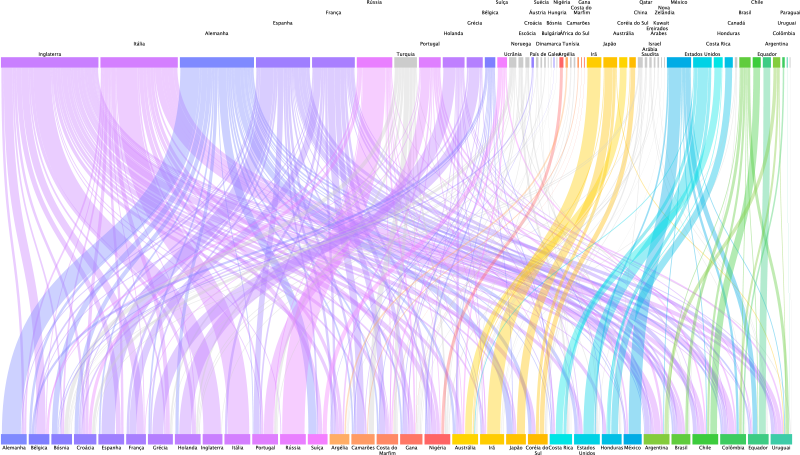 Rússia
Suíça
Suécia
Nigéria
Gana
Qatar
México
Chile
Costa do
Marfim
Nova
Zelândia
França
Bélgica
Áustria
Hungria
China
Brasil
Paraguai
Espanha
Grécia
Croácia
Bósnia
Camarões
Coréia do Sul
Kuwait
Canadá
Uruguai
Emirados
Árabes
Alemanha
Holanda
Escócia
Bulgária
África do Sul
Austrália
Honduras
Colômbia
Itália
Portugal
Noruega
Dinamarca
Tunísia
Japão
Israel
Costa Rica
Argentina
Arábia
Saudita
Inglaterra
Turquia
Ucrânia
País de Gales
Argélia
Irã
Estados Unidos
Equador
Alemanha
Bélgica
Bósnia
Croácia
Espanha
França
Grécia
Holanda
Inglaterra
Itália
Portugal
Rússia
Suíça
Argélia
Camarões
Costa do
Marfim
Gana
Nigéria
Austrália
Irã
Japão
Coréia do
Sul
Costa Rica
Estados
Unidos
Honduras
México
Argentina
Brasil
Chile
Colômbia
Equador
Uruguai